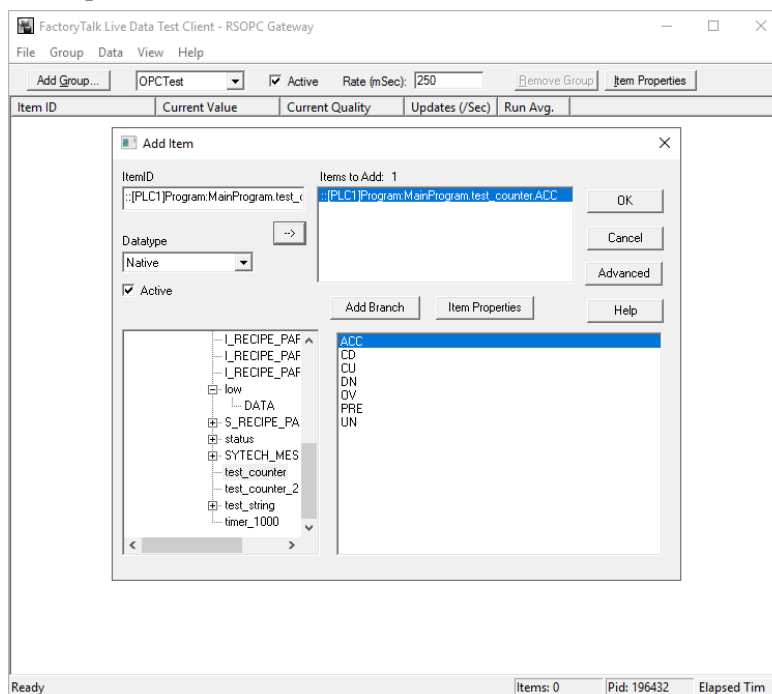 FactoryTalk Live Data Test Client - RSOPC Gateway
File Group Data View Help
Add Group... OPCTest Active Rate (mSec): 250 Remove Group Item Properties
Item ID Current Value Current Quality Updates (/Sec) Run Avg.
Add Item
ItemID Items to Add: 1
::[PLC1]Program:MainProgram.test_c ::[PLC1]Program:MainProgram.test_counter.ACC OK
-->
Datatype Cancel
Native
Advanced
Active
Add Branch Item Properties Help
I_RECIPE_PAF ACC
I_RECIPE_PAF CD
I_RECIPE_PAF CU
low DN
DATA OV
S_RECIPE_PA PRE
status UN
SYTECH_MES
test_counter
test_counter_2
test_string
timer_1000
Ready Items: 0 Pid: 196432 Elapsed Tim